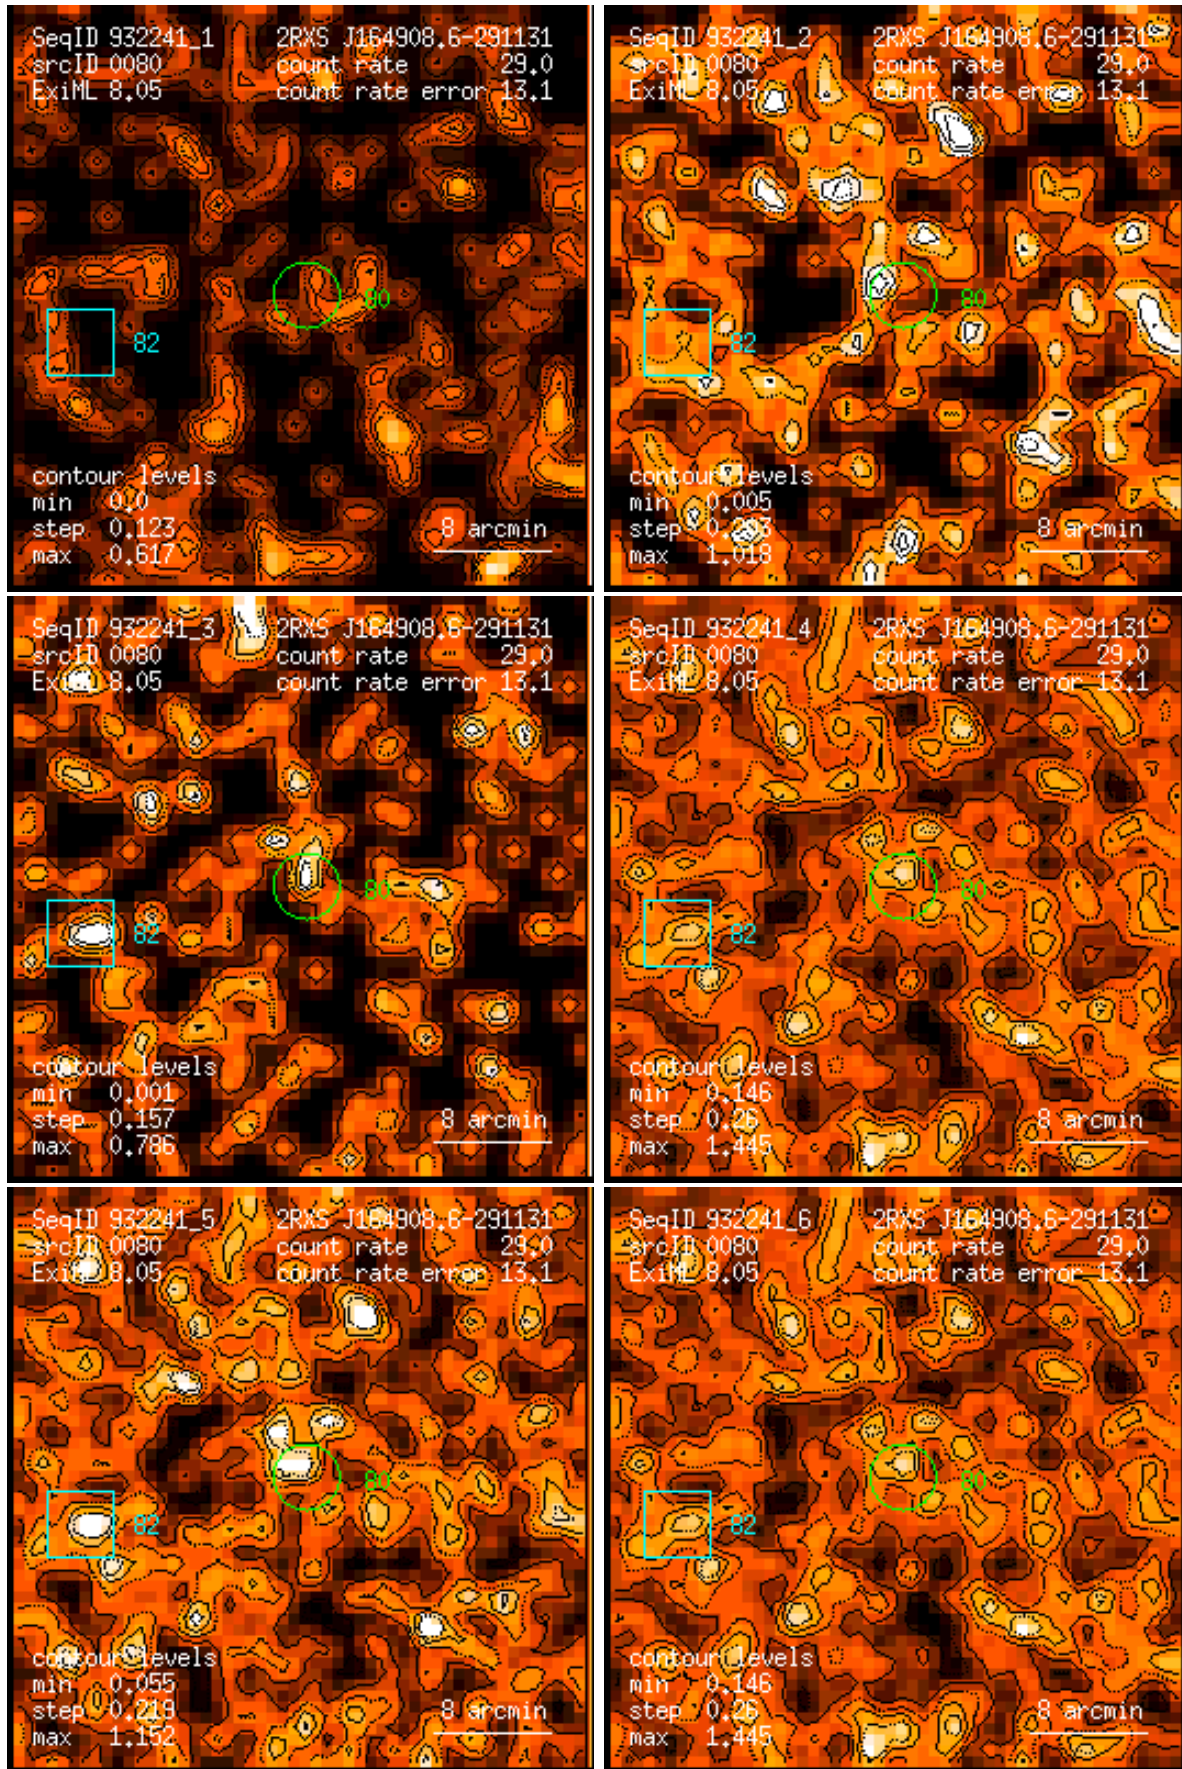 SeqID 932241_1 2RXS J164908.6-291131
srcID 0080 count rate 29.0
ExiML 8.05 count rate error 13.1
80
82
contour levels
min 0.0
step 0.123
max 0.617
8 arcmin
SeqID 932241_2 2RXS J164908.6-291131
srcID 0080 count rate 29.0
ExiML 8.05 count rate error 13.1
80
82
contour levels
min 0.005
step 0.203
max 1.018
8 arcmin
SeqID 932241_3 2RXS J164908.6-291131
srcID 0080 count rate 29.0
ExiML 8.05 count rate error 13.1
80
82
contour levels
min 0.001
step 0.157
max 0.786
8 arcmin
SeqID 932241_4 2RXS J164908.6-291131
srcID 0080 count rate 29.0
ExiML 8.05 count rate error 13.1
80
82
contour levels
min 0.146
step 0.26
max 1.445
8 arcmin
SeqID 932241_5 2RXS J164908.6-291131
srcID 0080 count rate 29.0
ExiML 8.05 count rate error 13.1
80
82
contour levels
min 0.055
step 0.219
max 1.152
8 arcmin
SeqID 932241_6 2RXS J164908.6-291131
srcID 0080 count rate 29.0
ExiML 8.05 count rate error 13.1
80
82
contour levels
min 0.146
step 0.26
max 1.445
8 arcmin